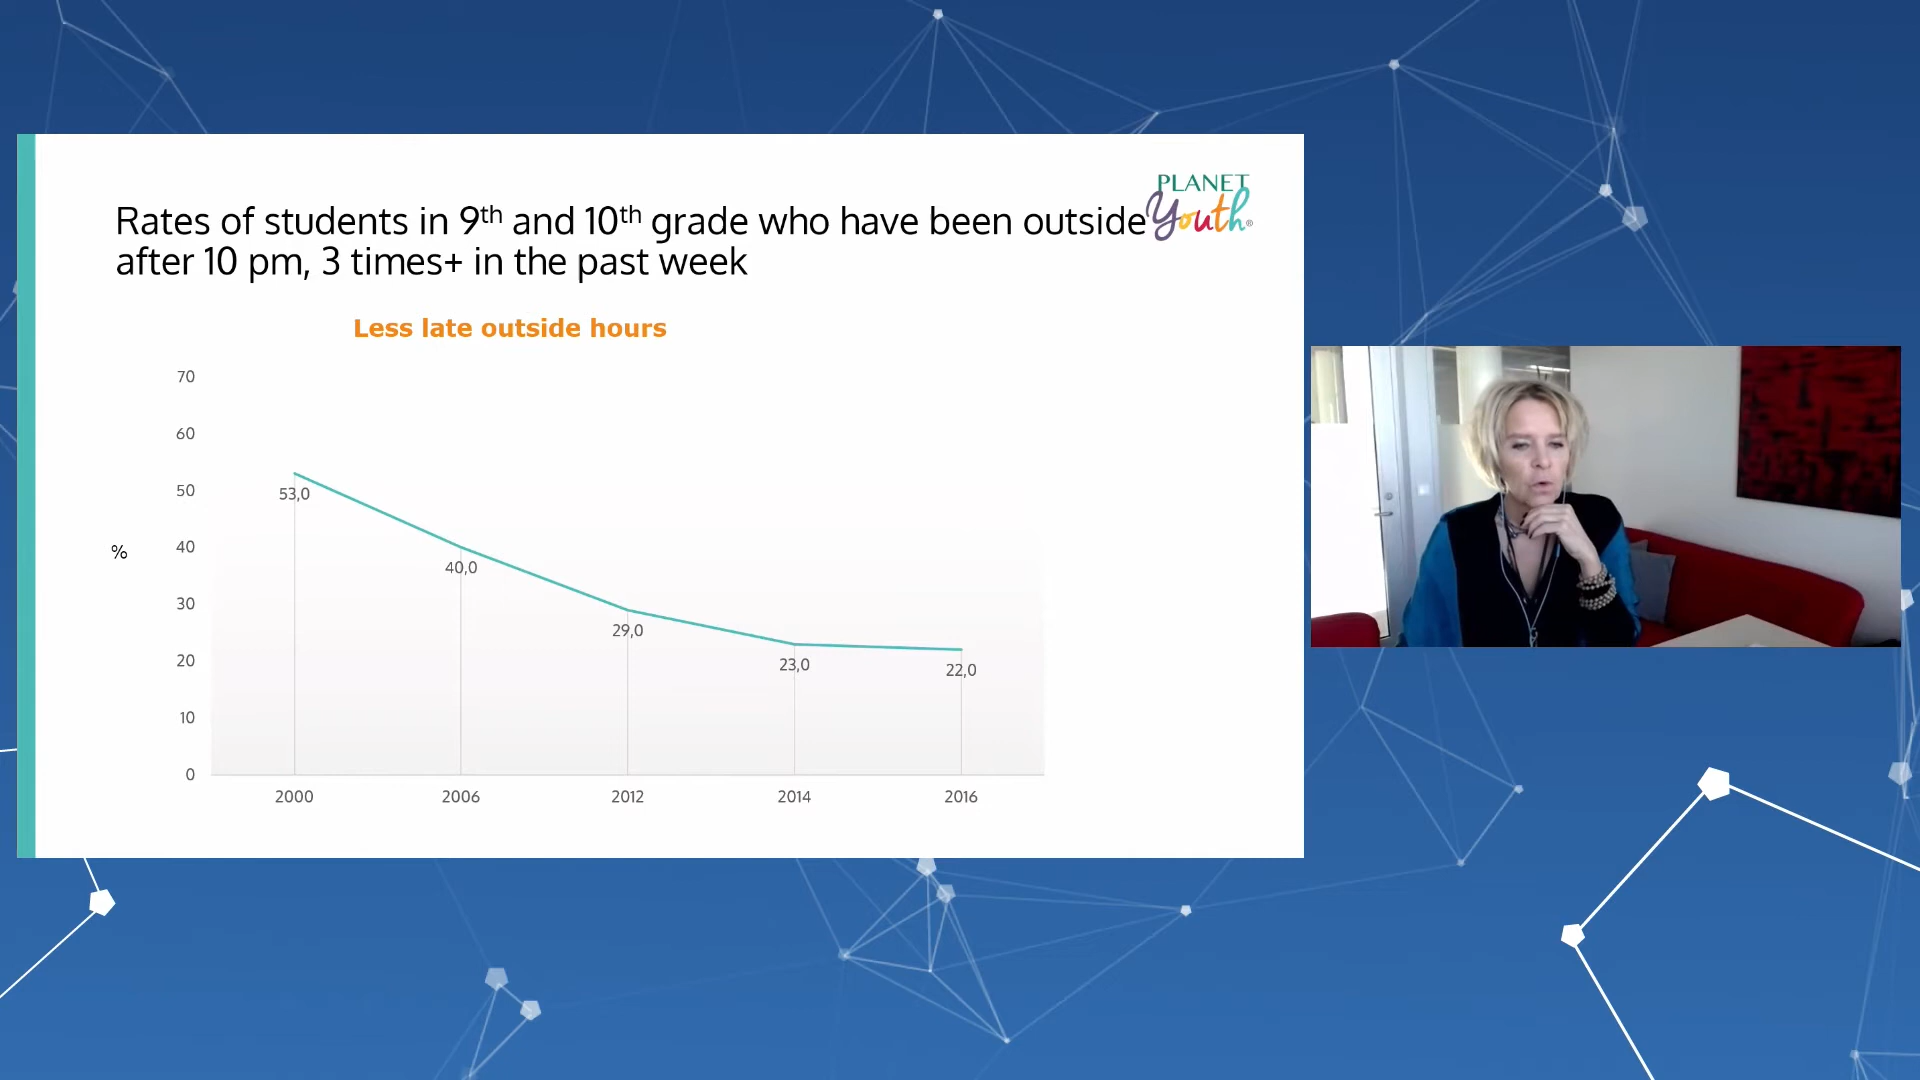 PLANET
Youth®
Rates of students in 9th and 10th grade who have been outside
after 10 pm, 3 times+ in the past week
Less late outside hours
70
60
50
40
30
20
10
0
%
53,0
40,0
29,0
23,0
22,0
2000 2006 2012 2014 2016